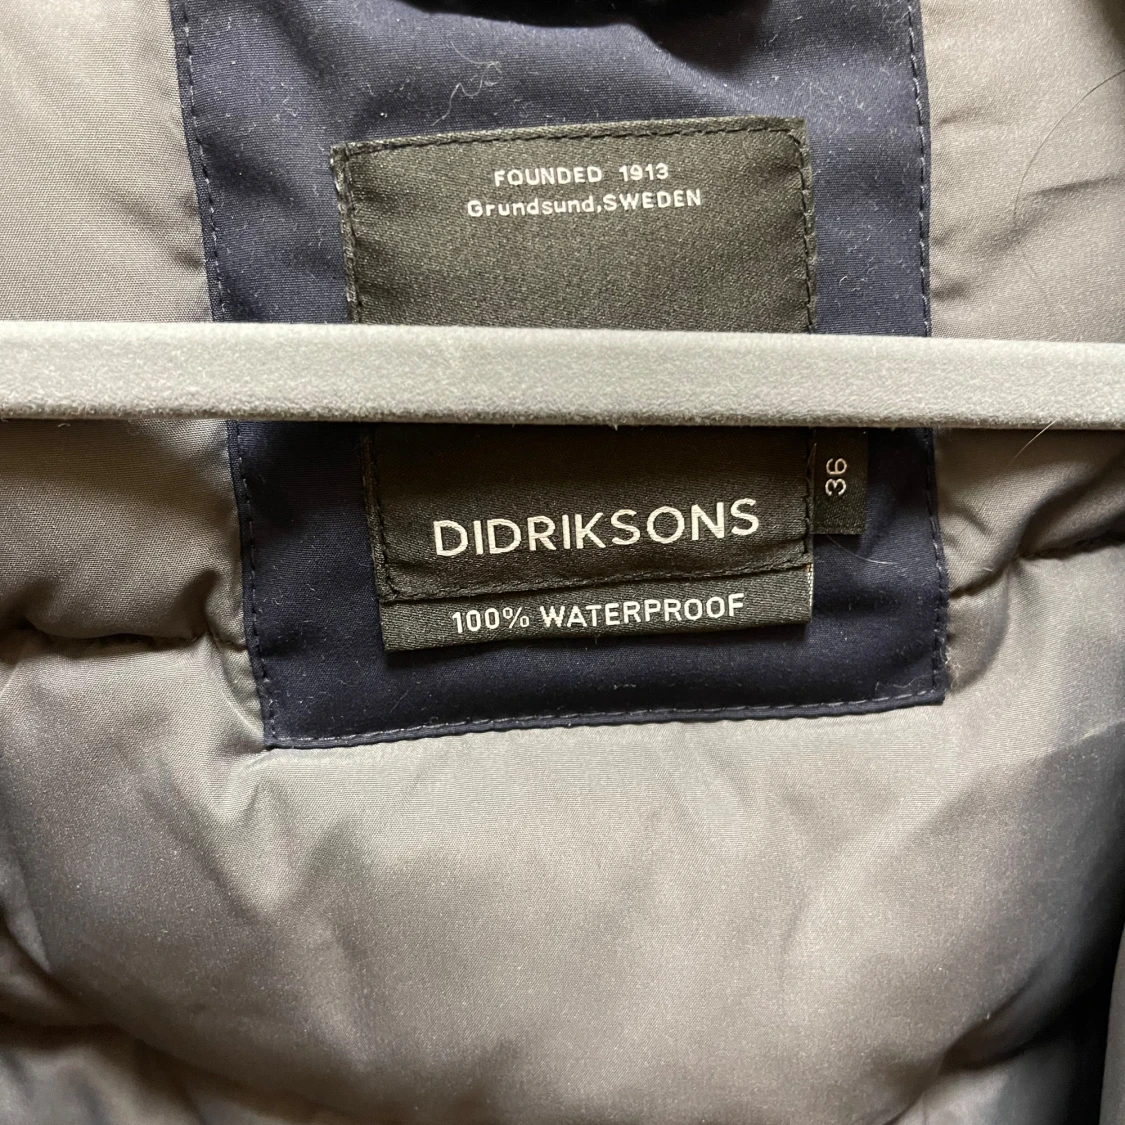 FOUNDED 1913
Grundsund,SWEDEN
DIDRIKSONS
36
100% WATERPROOF